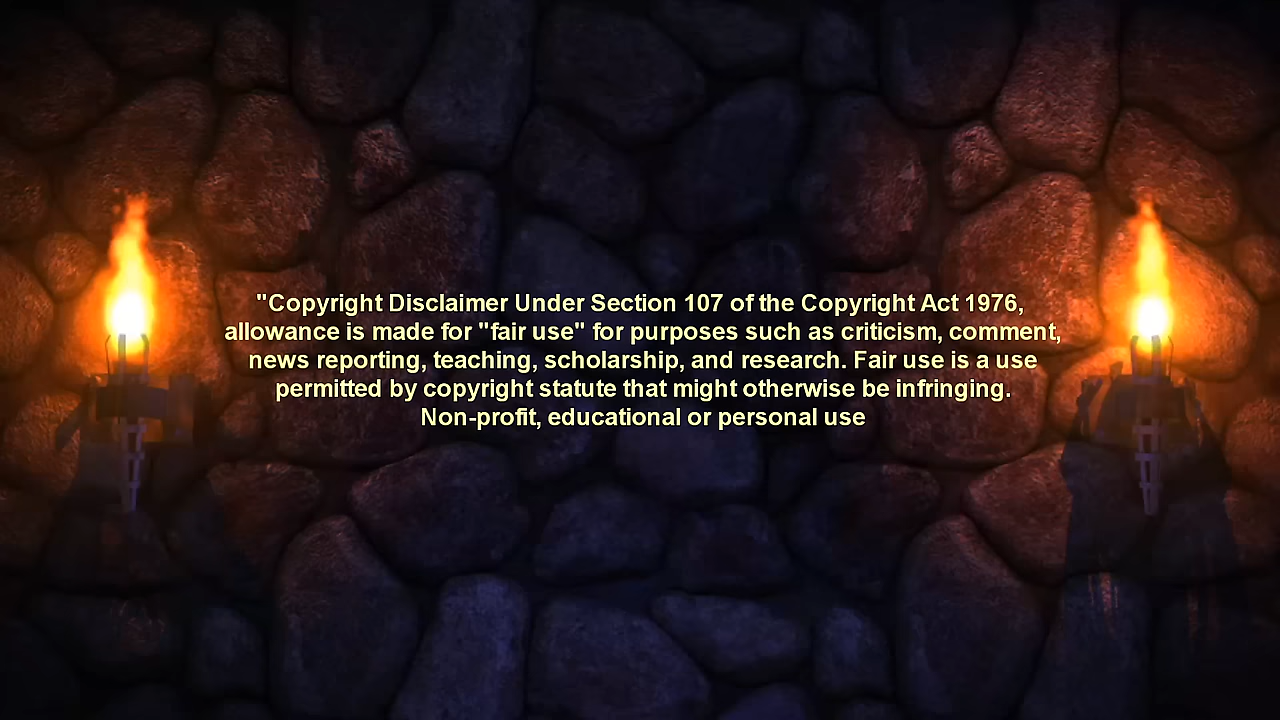 "Copyright Disclaimer Under Section 107 of the Copyright Act 1976,
allowance is made for "fair use" for purposes such as criticism, comment,
news reporting, teaching, scholarship, and research. Fair use is a use
permitted by copyright statute that might otherwise be infringing.
Non-profit, educational or personal use